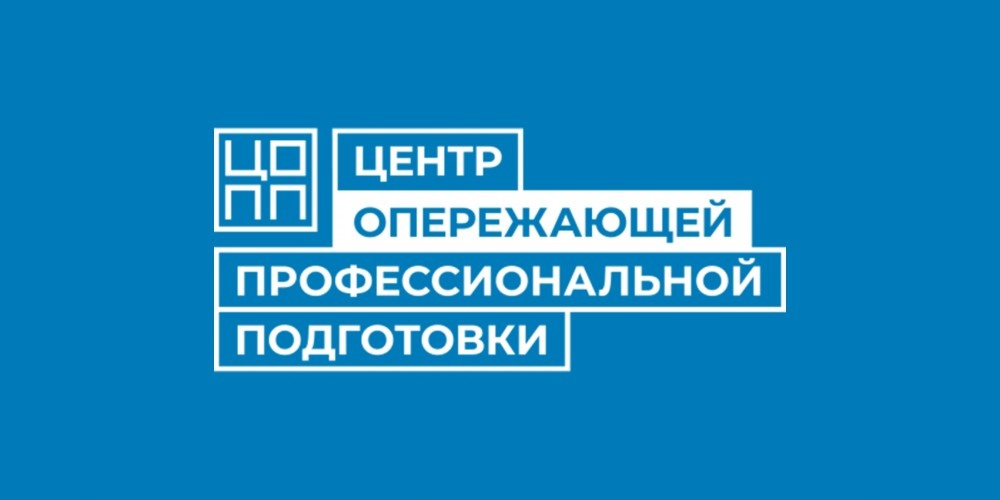 ЦО
ПП
ЦЕНТР
ОПЕРЕЖАЮЩЕЙ
ПРОФЕССИОНАЛЬНОЙ
ПОДГОТОВКИ